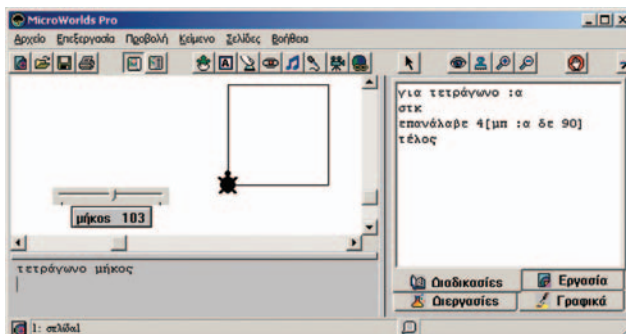 MicroWorlds Pro
Αρχείο Επεξεργασία Προβολή Κείμενο Σελίδες Βοήθεια
για τετράγωνο :α
στκ
επανάλαβε 4[μπ :α δε 90]
τέλος
μήκος 103
τετράγωνο μήκος
Διαδικασίες Εργασία
Διεργασίες Γραφικά
1: σελίδα1